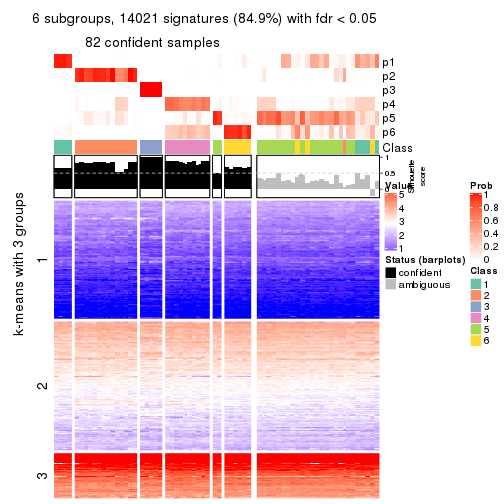 6 subgroups, 14021 signatures (84.9%) with fdr < 0.05
82 confident samples
p1
p2
p3
p4
p5
p6
Class
1
0.5
0
Silhouette
score
k-means with 3 groups
1
2
3
Value
5
4
3
2
1
Status (barplots)
confident
ambiguous
Prob
1
0.8
0.6
0.4
0.2
0
Class
1
2
3
4
5
6